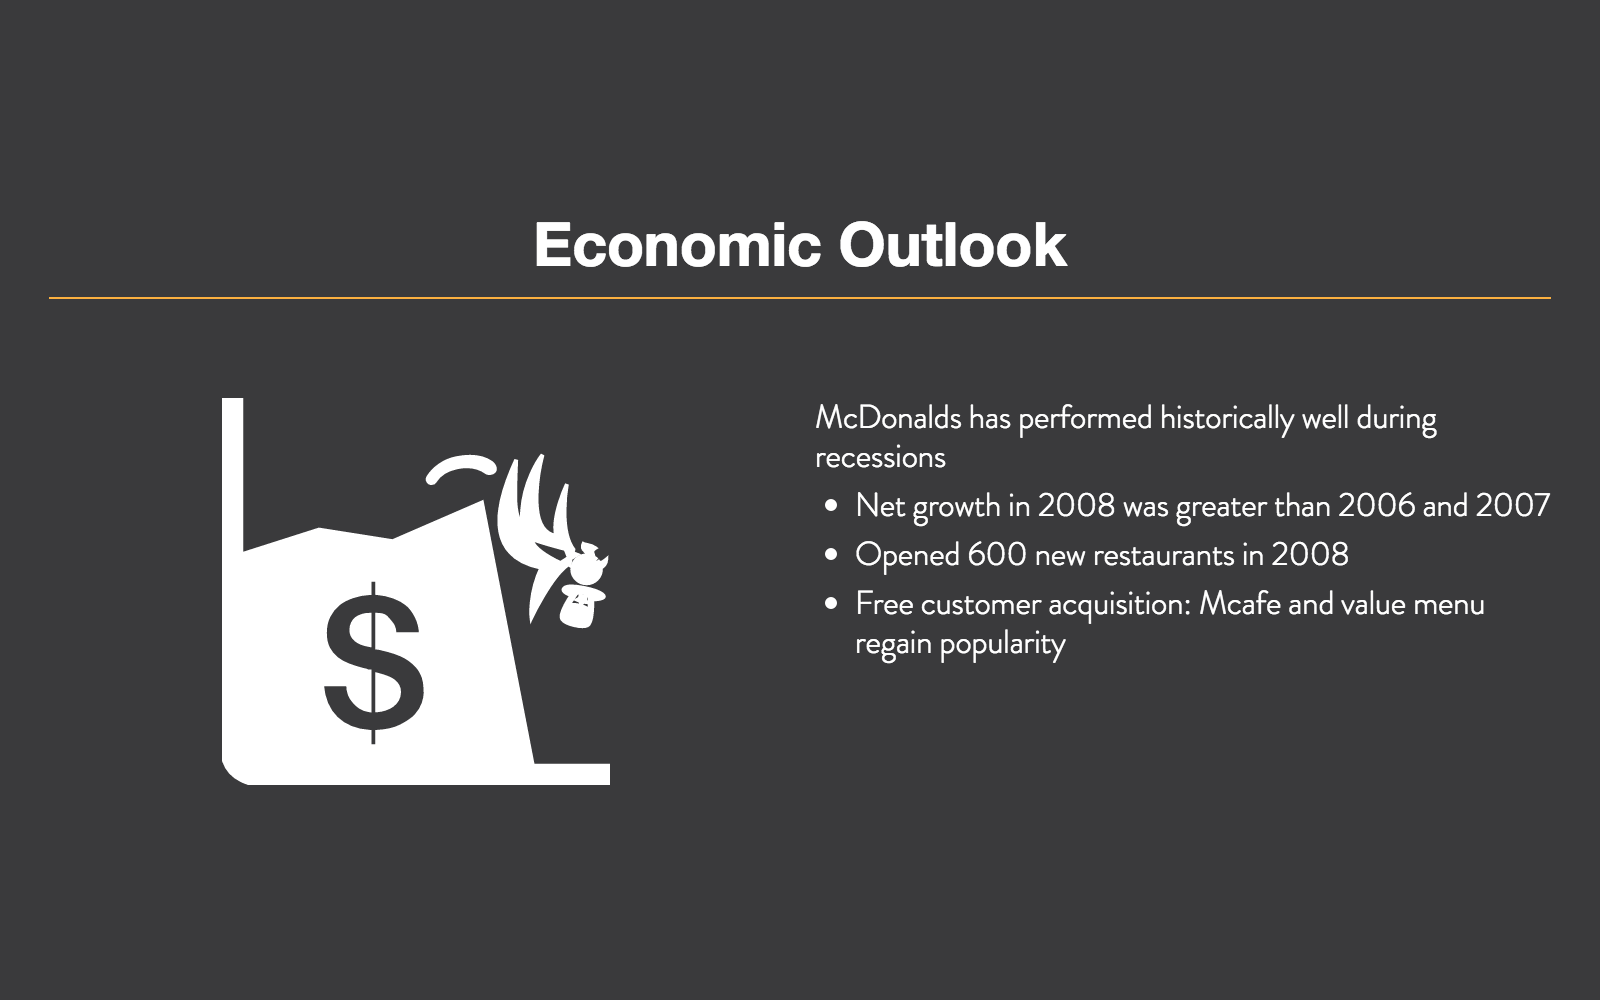 Economic Outlook
$
McDonalds has performed historically well during
recessions
• Net growth in 2008 was greater than 2006 and 2007
• Opened 600 new restaurants in 2008
• Free customer acquisition: Mcafe and value menu
regain popularity